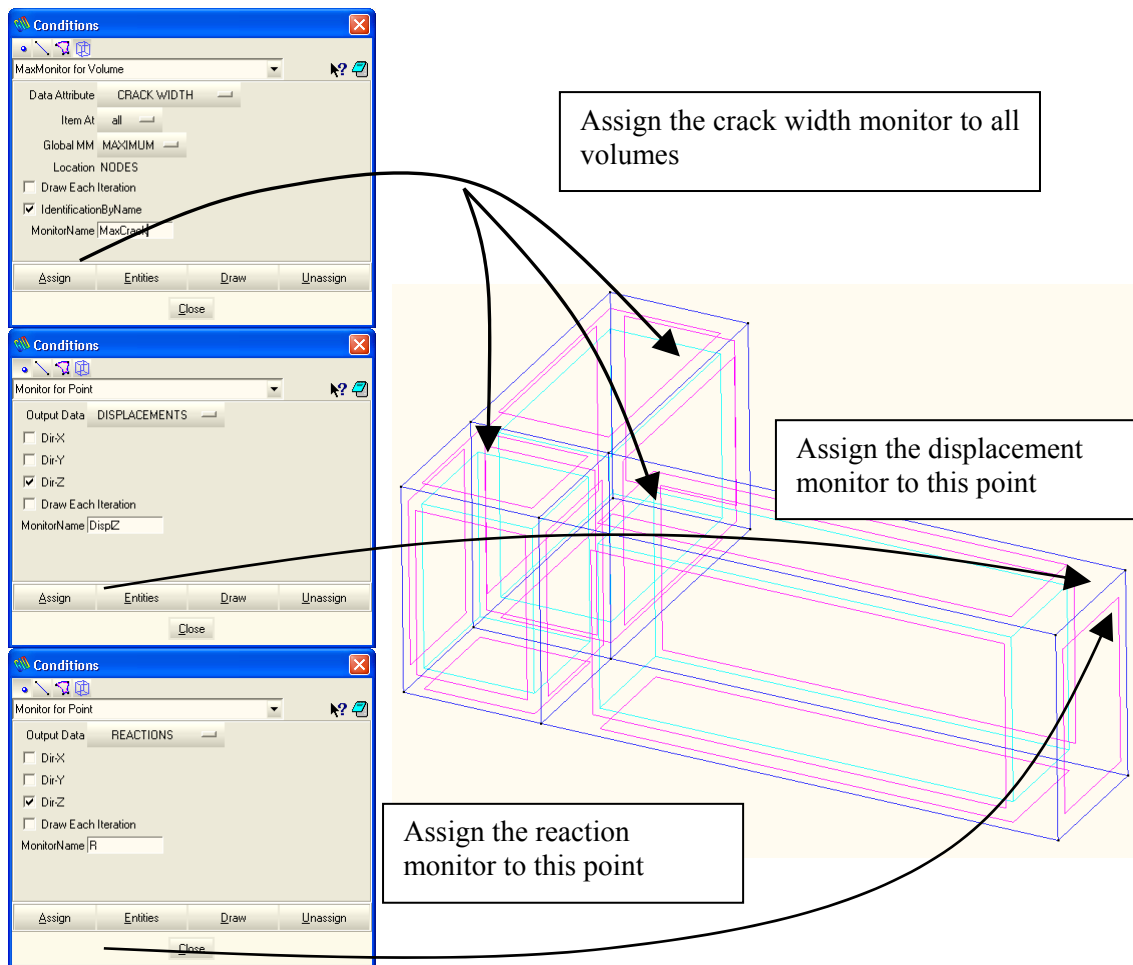 Conditions
MaxMonitor for Volume
Data Attribute CRACK WIDTH
Item At all
Global MM MAXIMUM
Location NODES
Draw Each Iteration
IdentificationByName
MonitorName MaxCrack
Assign Entities Draw Unassign
Close
Assign the crack width monitor to all
volumes
Conditions
Monitor for Point
Output Data DISPLACEMENTS
Dir-X
Dir-Y
Dir-Z
Draw Each Iteration
MonitorName DisplZ
Assign Entities Draw Unassign
Close
Assign the displacement
monitor to this point
Conditions
Monitor for Point
Output Data REACTIONS
Dir-X
Dir-Y
Dir-Z
Draw Each Iteration
MonitorName R
Assign Entities Draw Unassign
Close
Assign the reaction
monitor to this point